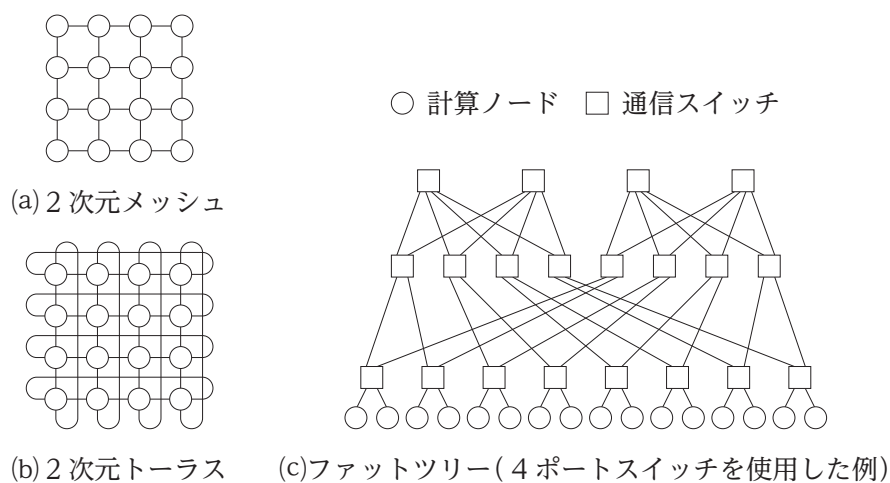 ○ 計算ノード □ 通信スイッチ
(a)２次元メッシュ
(b)２次元トーラス
(c)ファットツリー(４ポートスイッチを使用した例)